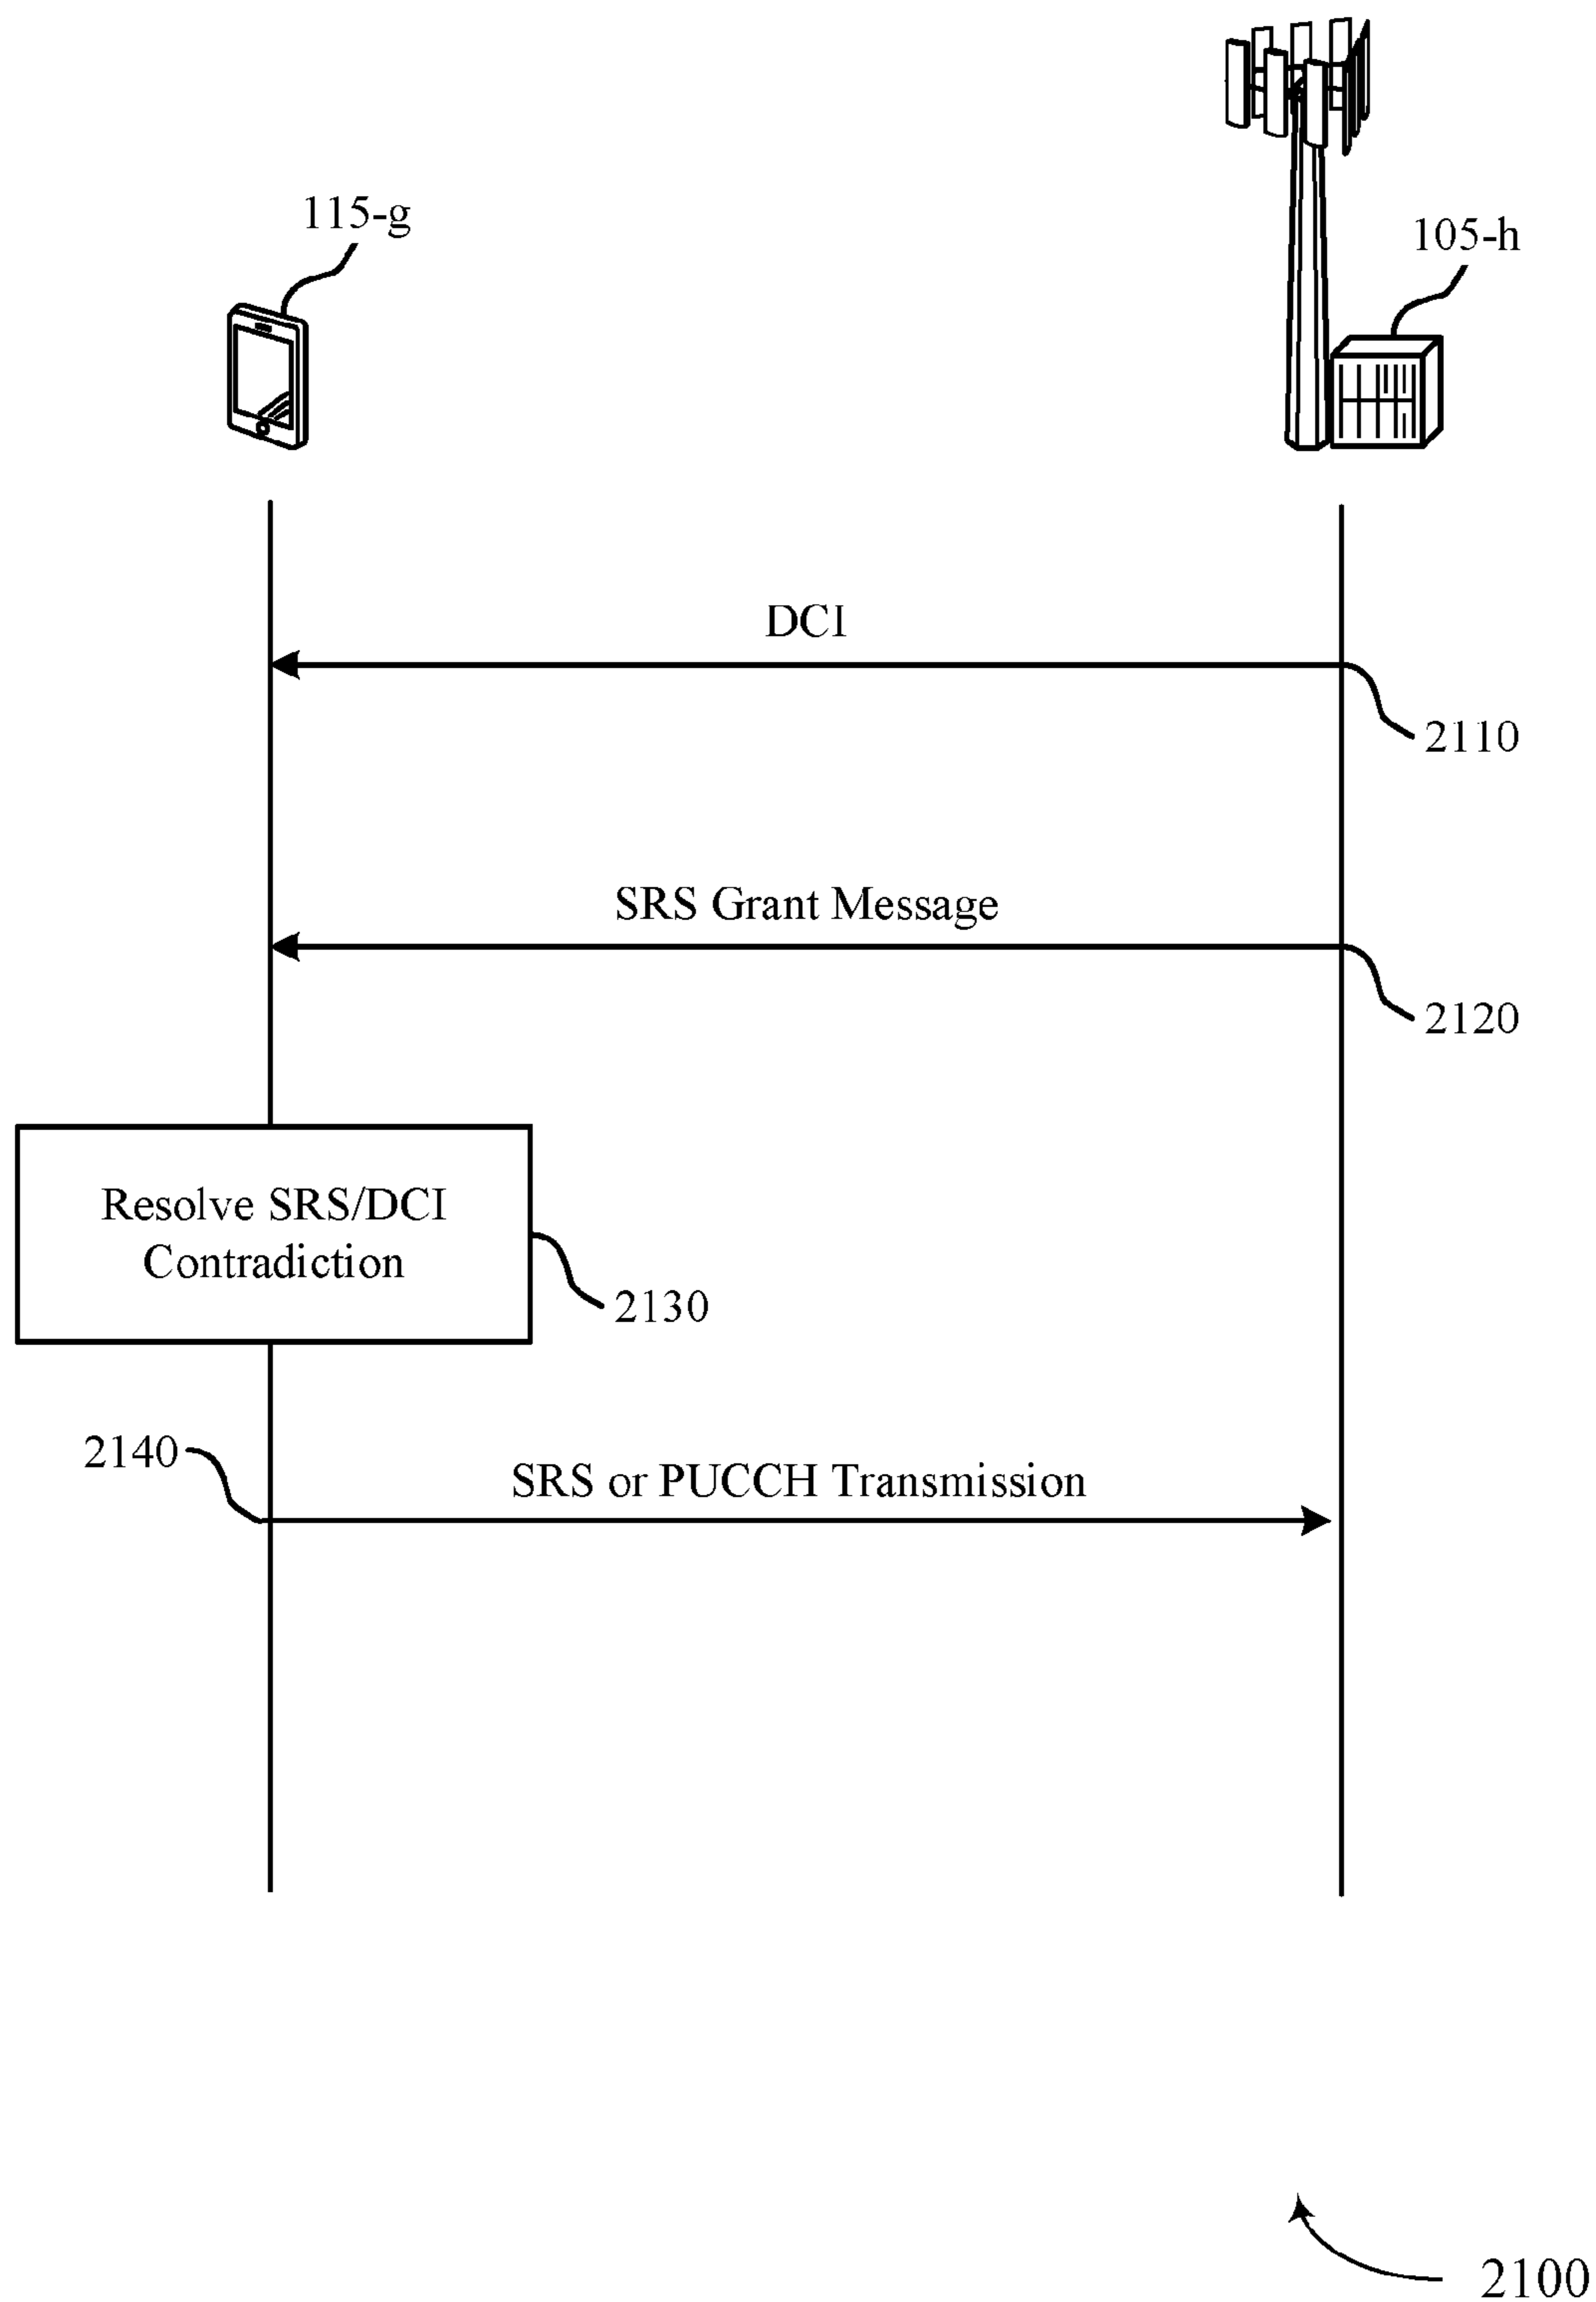 115-g
105-h
DCI
2110
SRS Grant Message
2120
Resolve SRS/DCI
Contradiction
2130
2140
SRS or PUCCH Transmission
2100